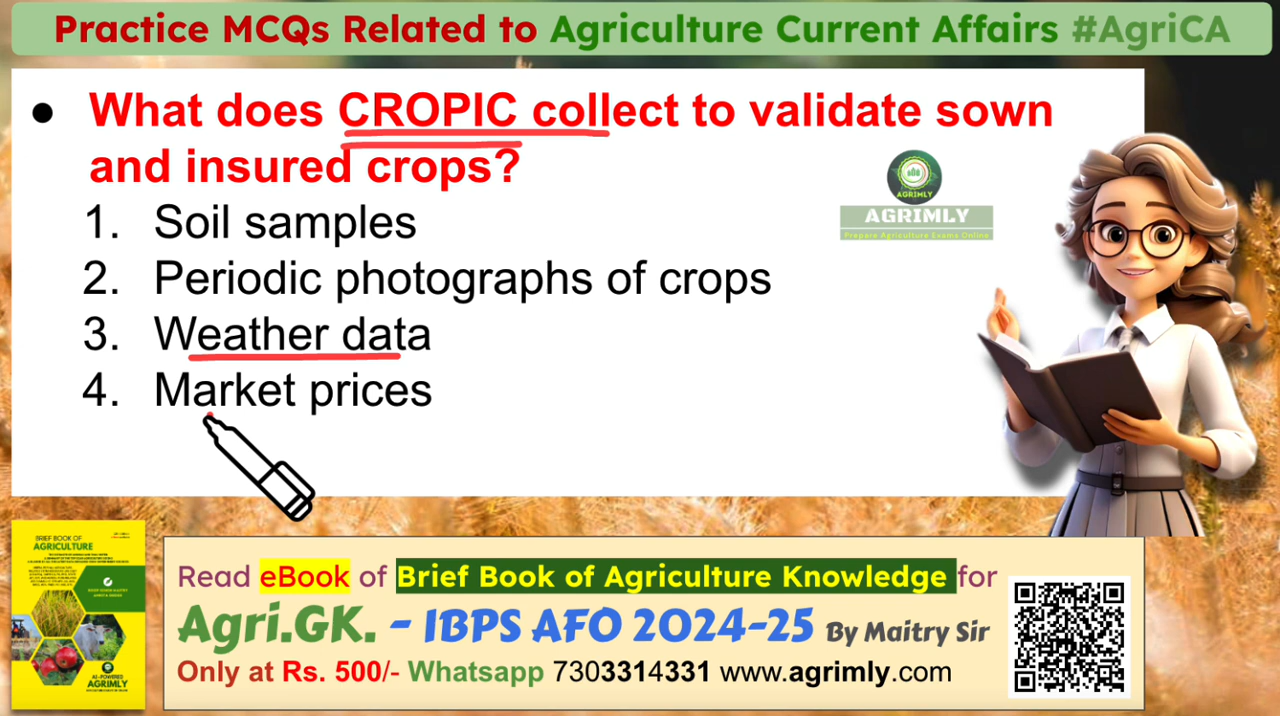 Practice MCQs Related to Agriculture Current Affairs #AgriCA
● What does CROPIC collect to validate sown
and insured crops?
1. Soil samples
2. Periodic photographs of crops
3. Weather data
4. Market prices
AGRIMLY
AGRIMLY
Prepare Agriculture Exams Online
BRIEF BOOK OF
AGRICULTURE
AGRIMLY
Read eBook of Brief Book of Agriculture Knowledge for
Agri.GK. - IBPS AFO 2024-25 By Maitry Sir
Only at Rs. 500/- Whatsapp 7303314331 www.agrimly.com